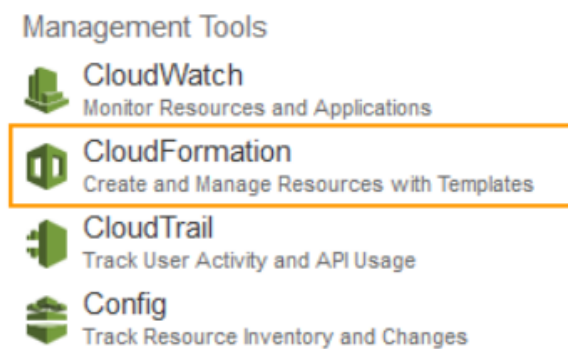 Management Tools
CloudWatch
Monitor Resources and Applications
CloudFormation
Create and Manage Resources with Templates
CloudTrail
Track User Activity and API Usage
Config
Track Resource Inventory and Changes